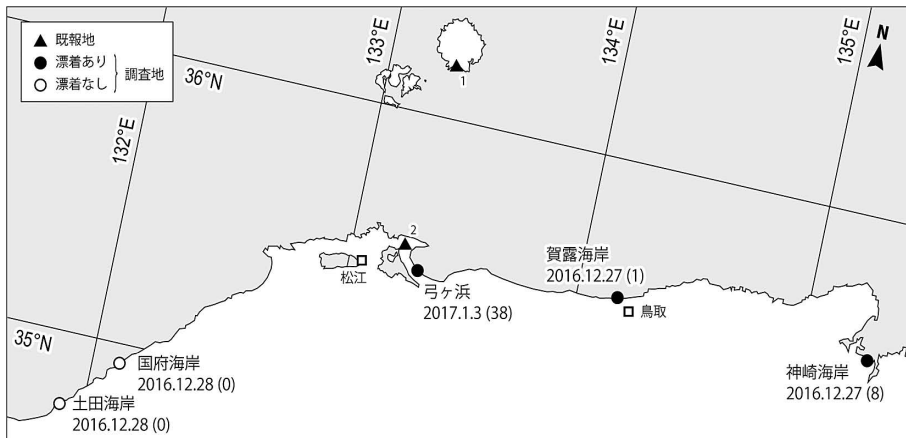 既報地
漂着あり
漂着なし
調査地
133°E
134°E
135°E
N
36°N
132°E
1
2
松江
弓ヶ浜
2017.1.3 (38)
賀露海岸
2016.12.27 (1)
鳥取
35°N
国府海岸
2016.12.28 (0)
土田海岸
2016.12.28 (0)
神崎海岸
2016.12.27 (8)